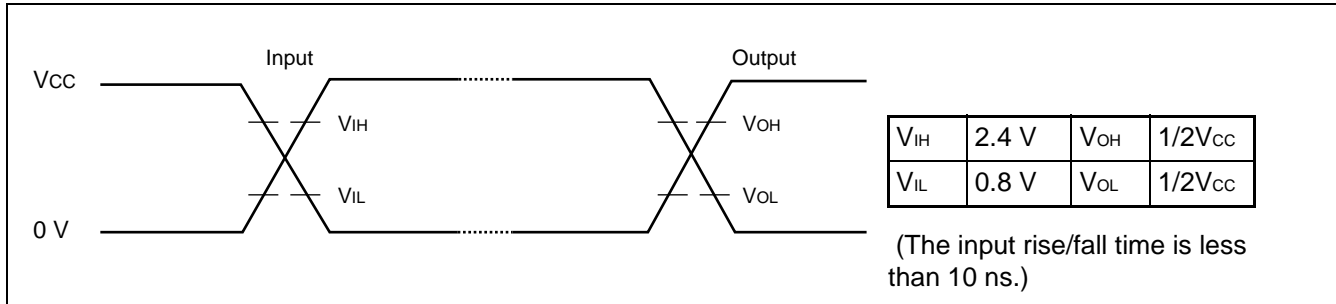 Input
Output
VCC
VIH
VOH
VIL
VOL
0 V
VIH 2.4 V VOH 1/2VCC
VIL 0.8 V VOL 1/2VCC
(The input rise/fall time is less
than 10 ns.)